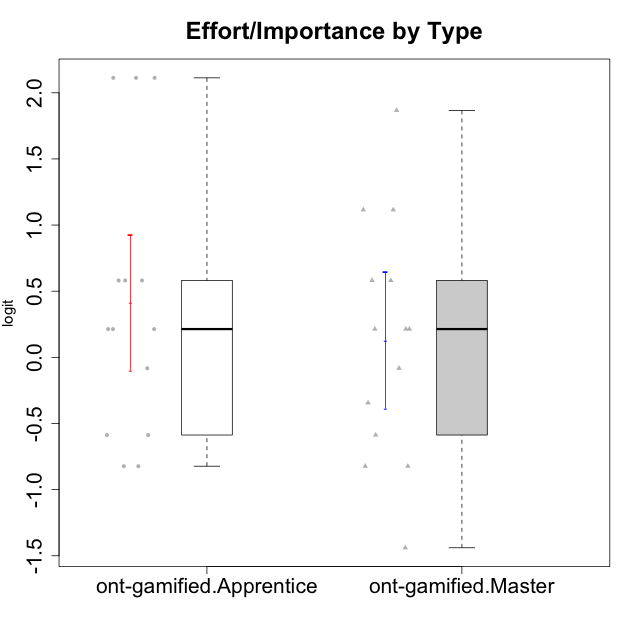 Effort/Importance by Type
logit
2.0
1.5
1.0
0.5
0.0
-0.5
-1.0
-1.5
ont-gamified.Apprentice
ont-gamified.Master